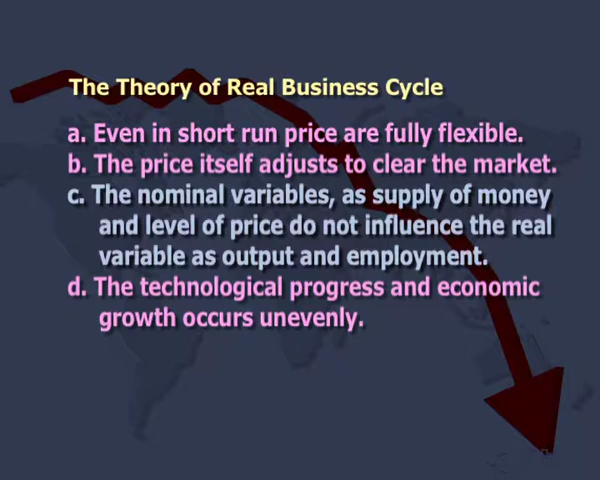 The Theory of Real Business Cycle
a. Even in short run price are fully flexible.
b. The price itself adjusts to clear the market.
c. The nominal variables, as supply of money
and level of price do not influence the real
variable as output and employment.
d. The technological progress and economic
growth occurs unevenly.